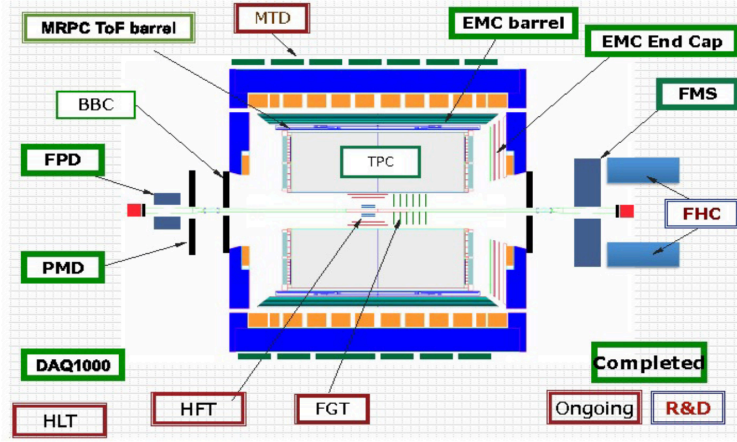 MRPC ToF barrel
MTD
EMC barrel
EMC End Cap
BBC
FMS
FPD
TPC
FHC
PMD
DAQ1000
Completed
HLT
HFT
FGT
Ongoing
R&D